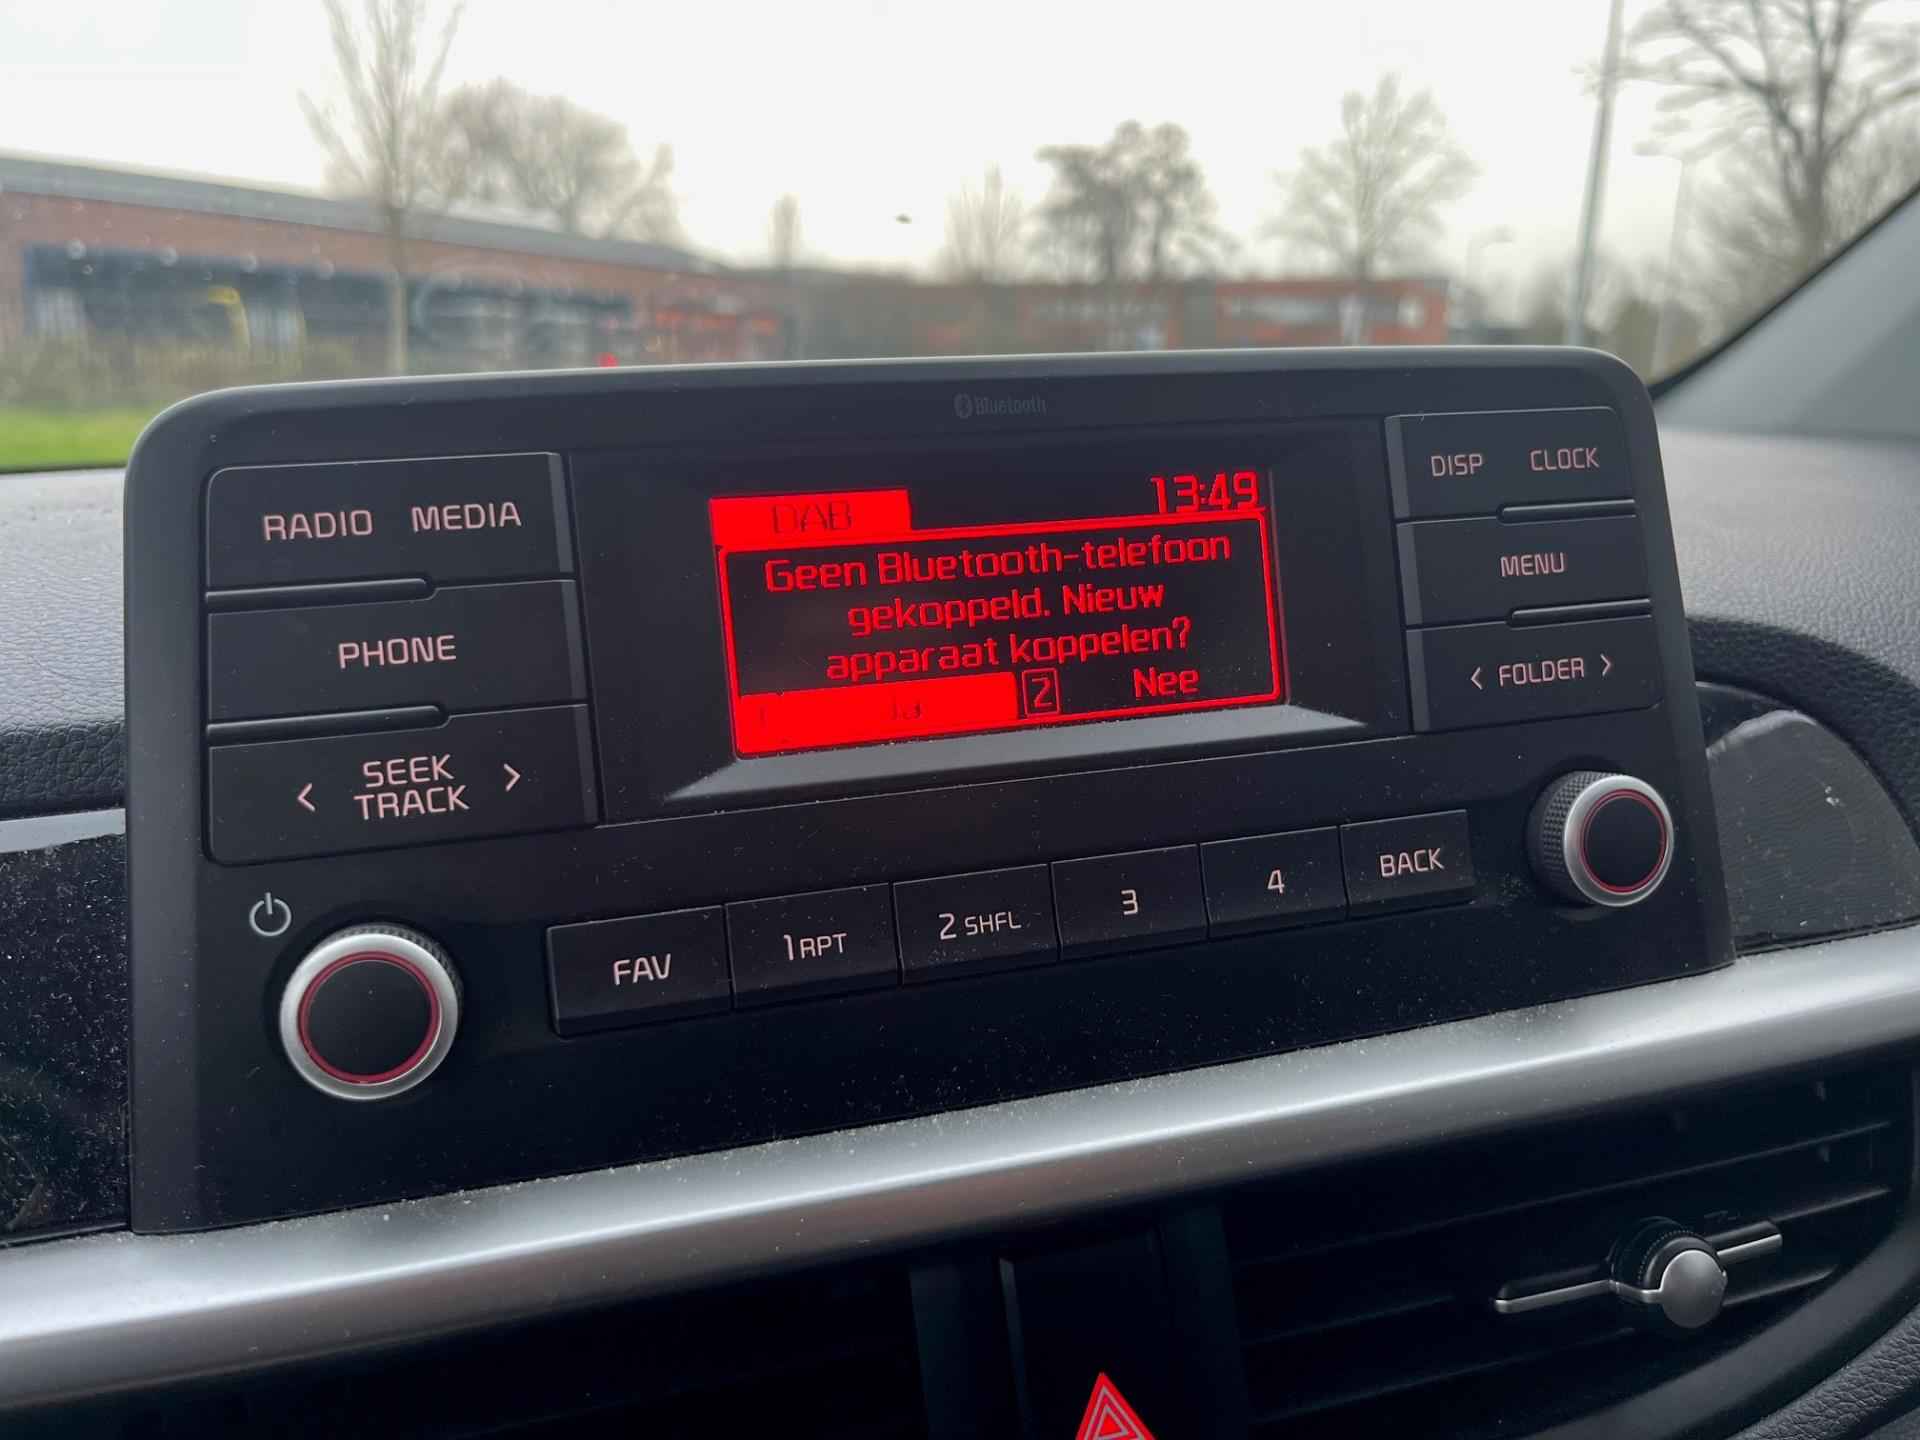 Bluetooth
RADIO MEDIA
PHONE
< SEEK TRACK >
DAB 13:49
Geen Bluetooth-telefoon
gekoppeld. Nieuw
apparaat koppelen?
Ja 2 Nee
DISP CLOCK
MENU
< FOLDER >
FAV 1 RPT 2 SHFL 3 4 BACK